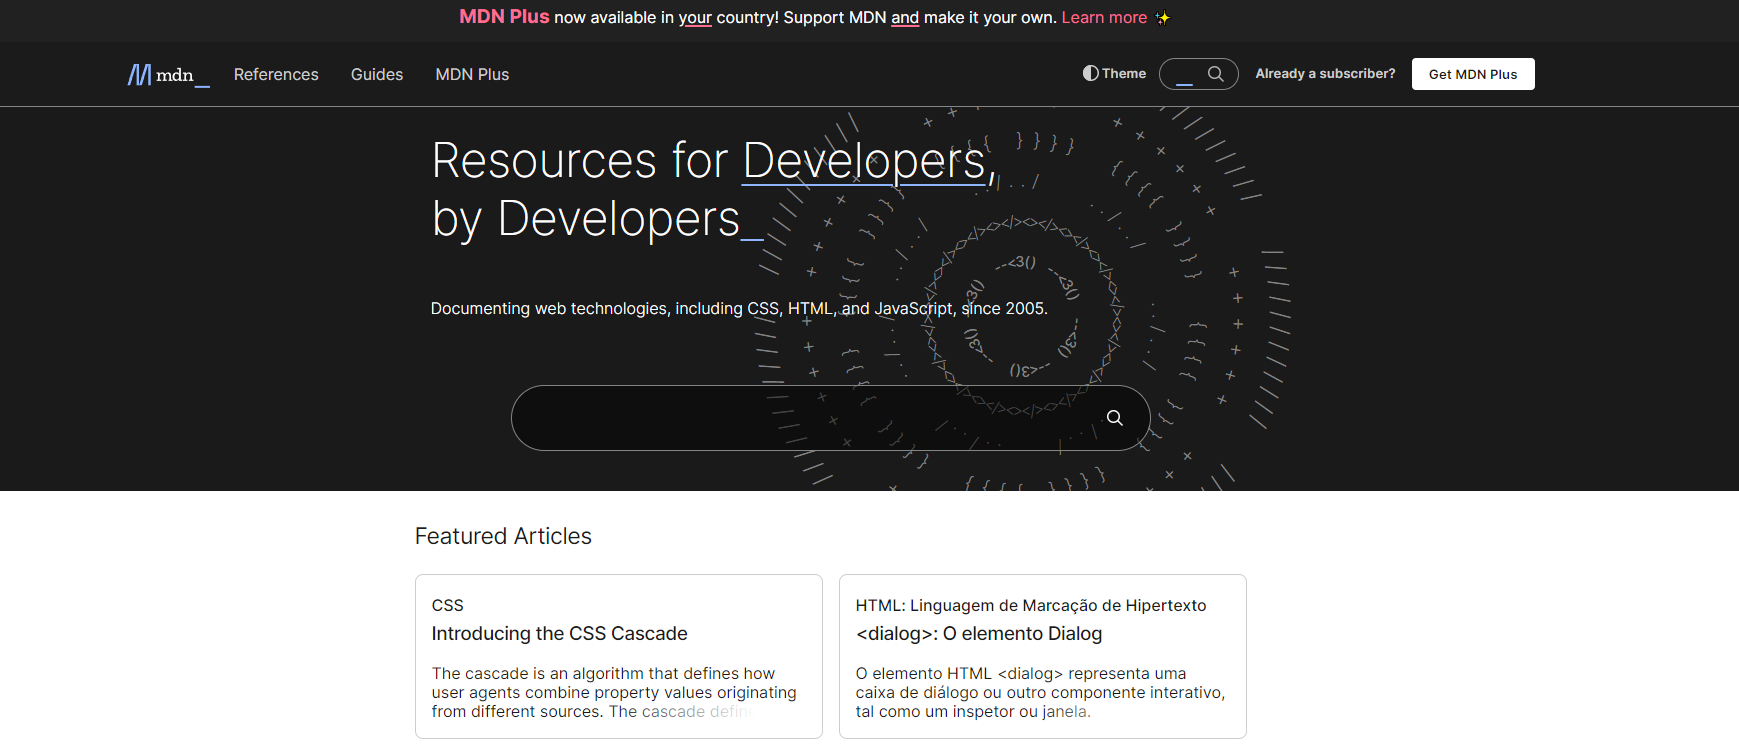 MDN Plus now available in your country! Support MDN and make it your own. Learn more ✨
mdn_
References Guides MDN Plus
Theme
Already a subscriber?
Get MDN Plus
Resources for Developers,
by Developers_
Documenting web technologies, including CSS, HTML, and JavaScript, since 2005.
Featured Articles
CSS
Introducing the CSS Cascade
The cascade is an algorithm that defines how
user agents combine property values originating
from different sources. The cascade
HTML: Linguagem de Marcação de Hipertexto
<dialog>: O elemento Dialog
O elemento HTML <dialog> representa uma
caixa de diálogo ou outro componente interativo,
tal como um inspetor ou janela.